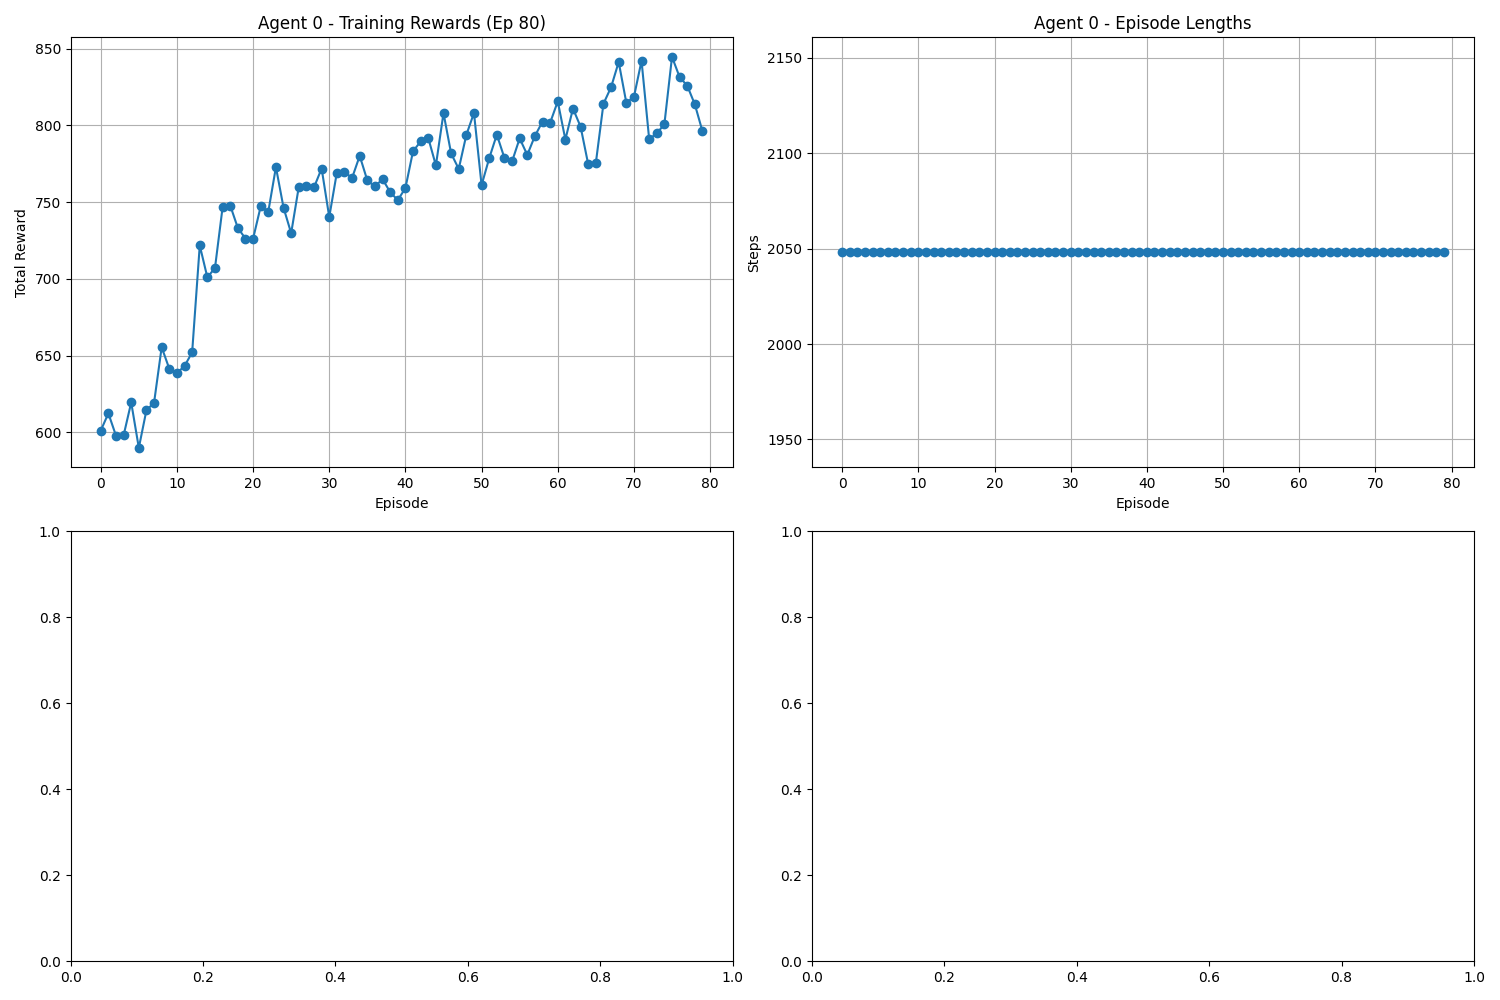 Agent 0 - Training Rewards (Ep 80)
850
800
750
700
650
600
Total Reward
0 10 20 30 40 50 60 70 80
Episode
Agent 0 - Episode Lengths
2150
2100
2050
2000
1950
Steps
0 10 20 30 40 50 60 70 80
Episode
1.0
0.8
0.6
0.4
0.2
0.0
0.0 0.2 0.4 0.6 0.8 1.0
1.0
0.8
0.6
0.4
0.2
0.0
0.0 0.2 0.4 0.6 0.8 1.0